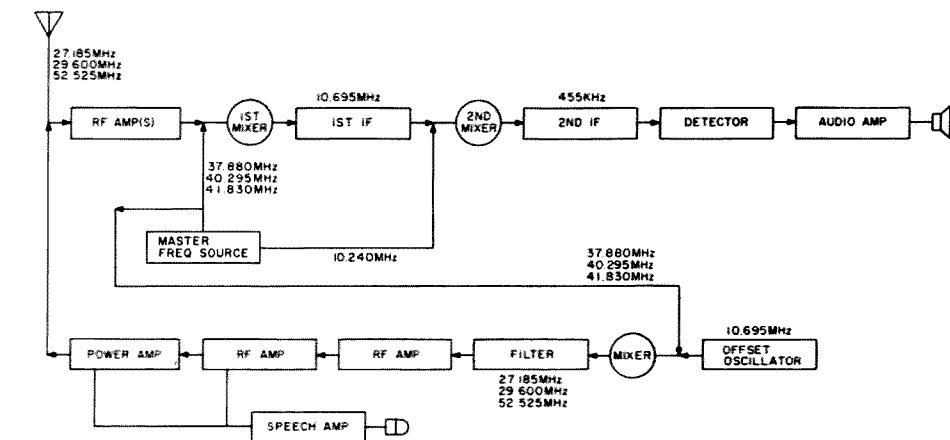 27.185MHz
29.600MHz
52.525MHz
10.695MHz
455KHz
RF AMP(S)
1ST
MIXER
1ST IF
2ND
MIXER
2ND IF
DETECTOR
AUDIO AMP
37.880MHz
40.295MHz
41.830MHz
MASTER
FREQ SOURCE
10.240MHz
37.880MHz
40.295MHz
41.830MHz
10.695MHz
POWER AMP
RF AMP
RF AMP
FILTER
MIXER
OFFSET
OSCILLATOR
27.185MHz
29.600MHz
52.525MHz
SPEECH AMP